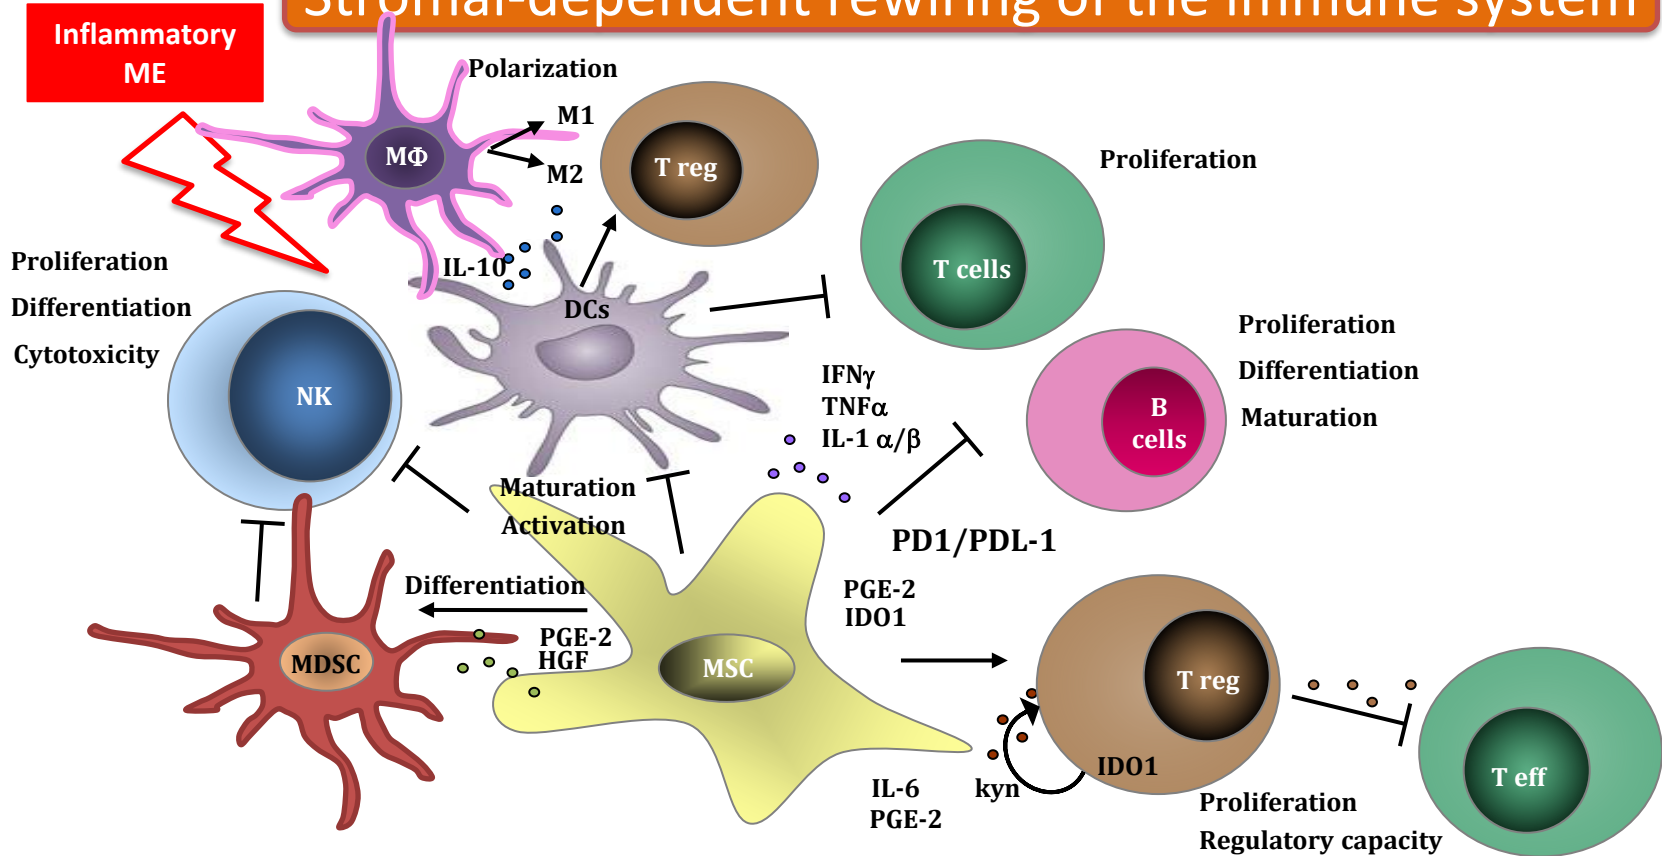 Stromal-dependent rewiring of the immune system
Inflammatory
ME
Polarization
M1
M2
MΦ
T reg
Proliferation
T cells
IL-10
DCs
Proliferation
Differentiation
Cytotoxicity
NK
Proliferation
Differentiation
Maturation
B
cells
IFNγ
TNFα
IL-1 α/β
Maturation
Activation
PD1/PDL-1
Differentiation
PGE-2
HGF
MDSC
MSC
PGE-2
IDO1
T reg
IDO1
kyn
IL-6
PGE-2
Proliferation
Regulatory capacity
T eff